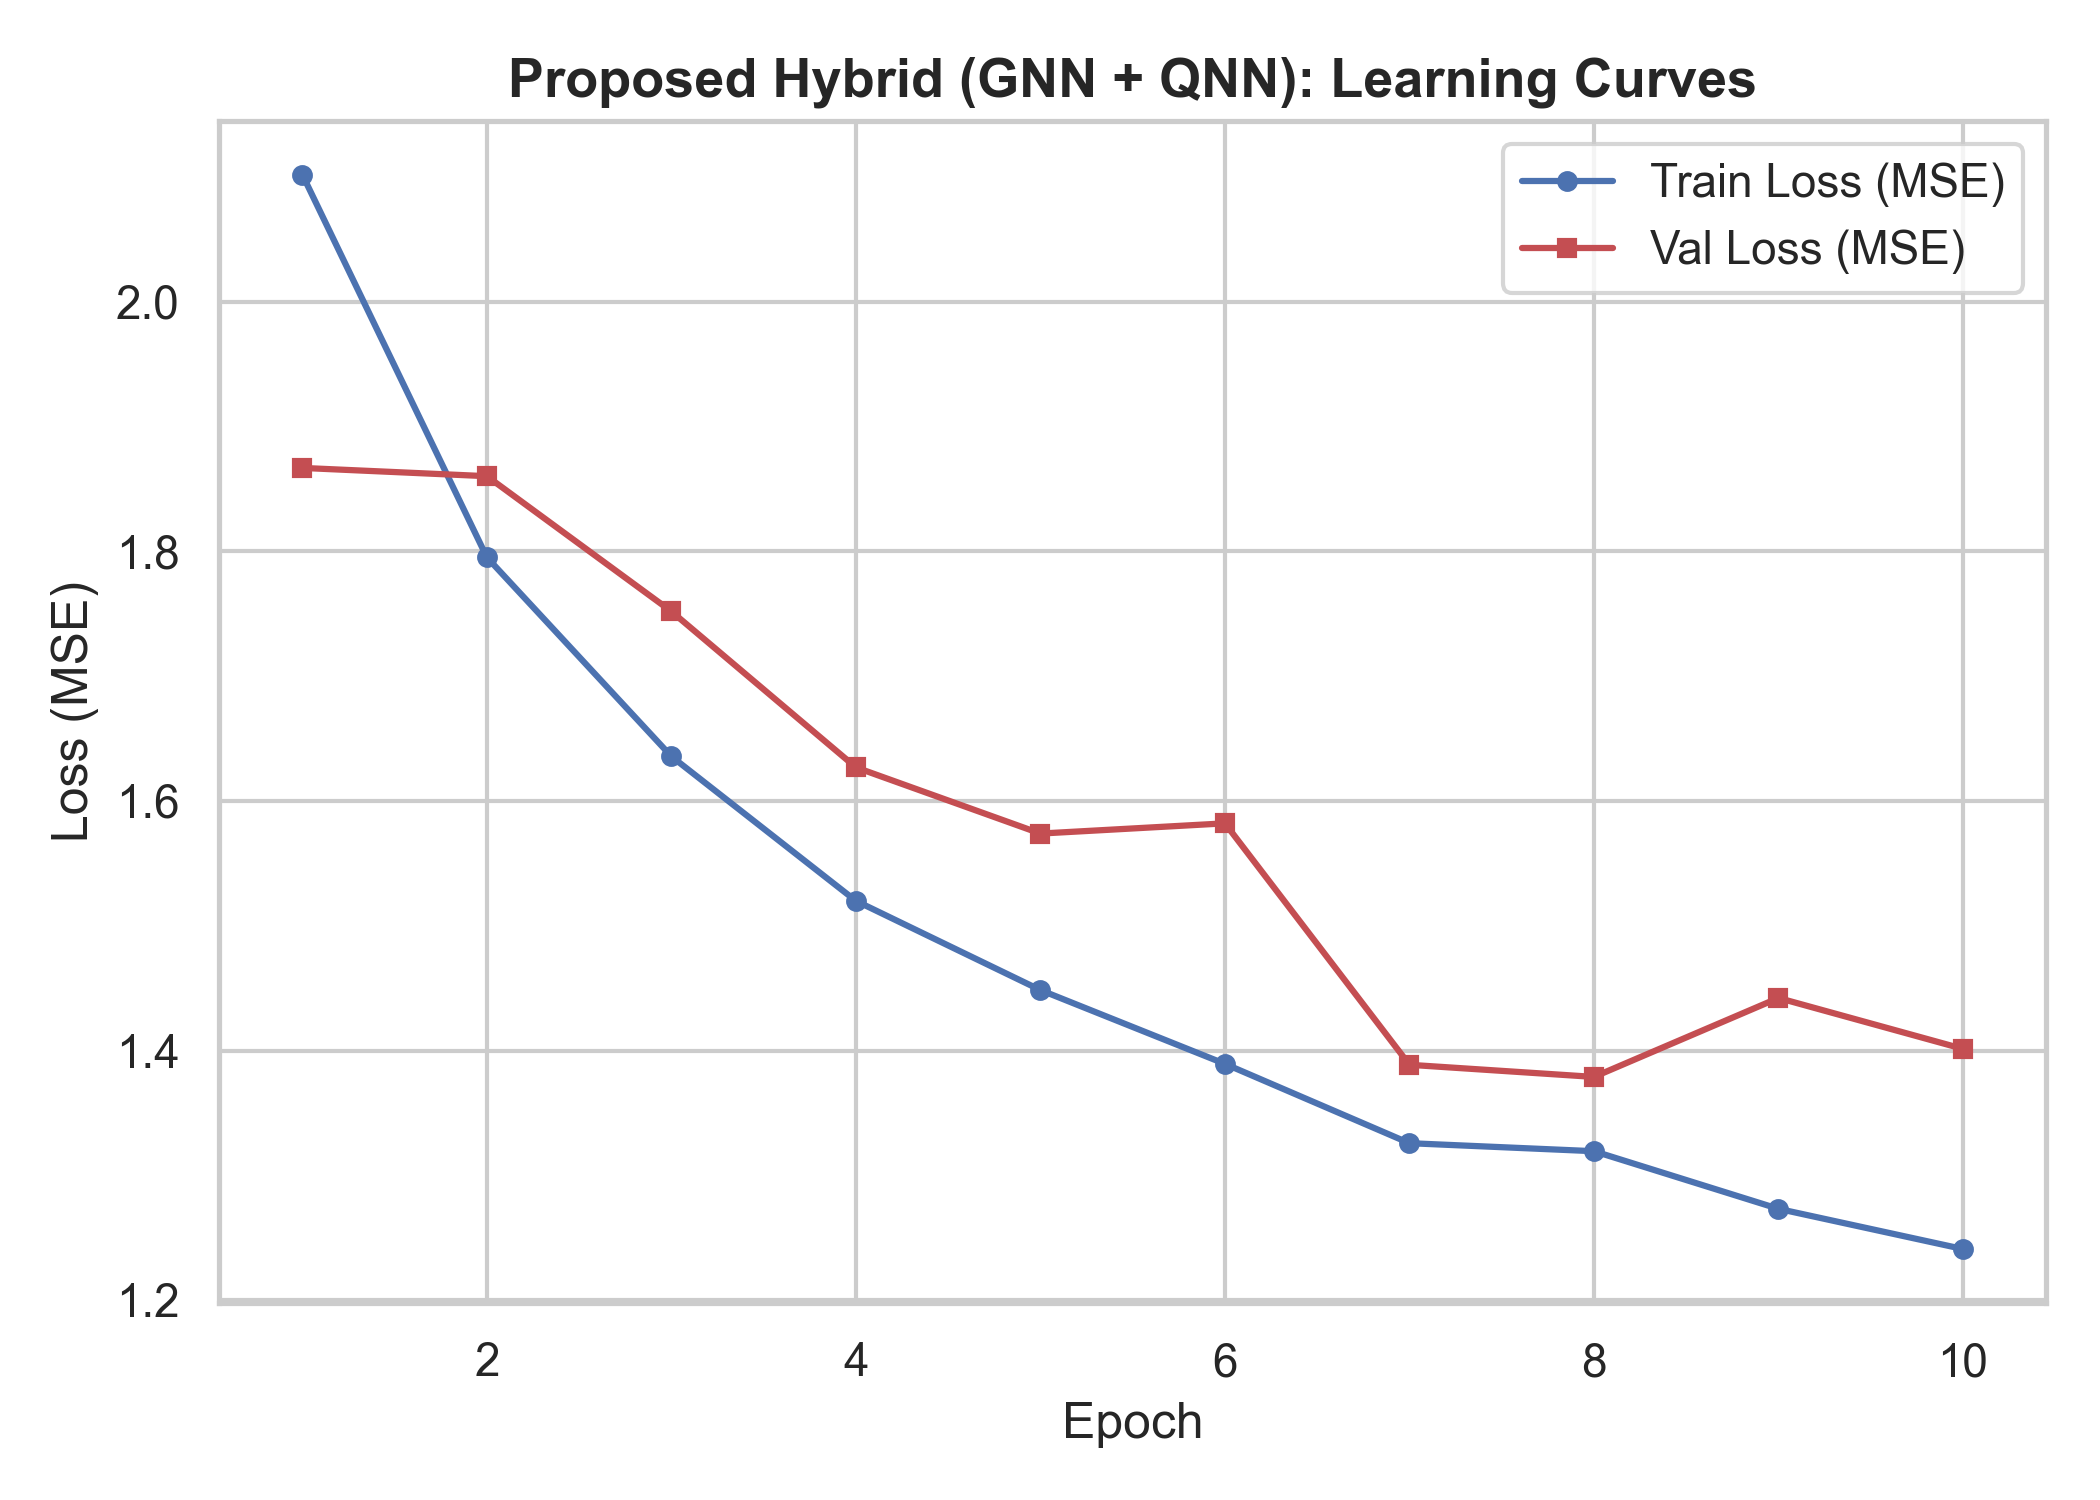 Proposed Hybrid (GNN + QNN): Learning Curves
Train Loss (MSE)
Val Loss (MSE)
Loss (MSE)
2.0
1.8
1.6
1.4
1.2
2 4 6 8 10
Epoch